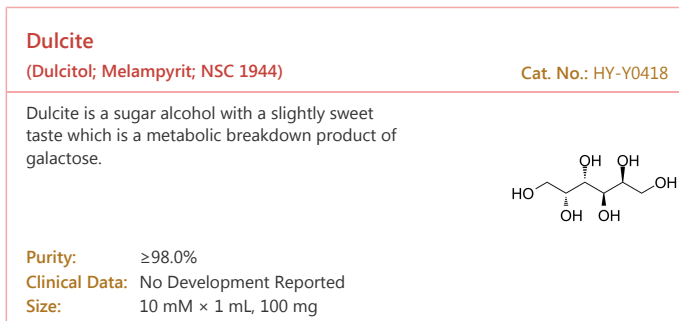 Dulcite
(Dulcitol; Melampyrit; NSC 1944) Cat. No.: HY-Y0418
Dulcite is a sugar alcohol with a slightly sweet
taste which is a metabolic breakdown product of
galactose.
OH OH
HO OH
OH OH
Purity: ≥98.0%
Clinical Data: No Development Reported
Size: 10 mM × 1 mL, 100 mg